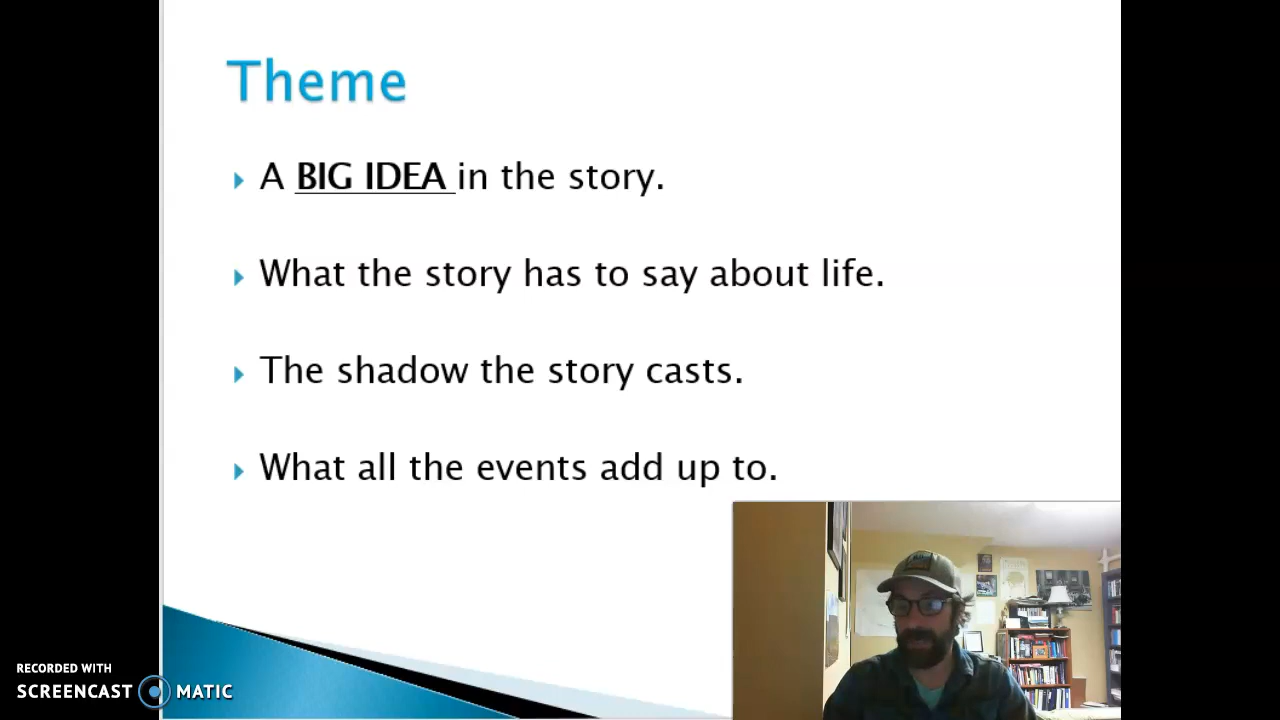 Theme
A BIG IDEA in the story.
What the story has to say about life.
The shadow the story casts.
What all the events add up to.
RECORDED WITH
SCREENCAST MATIC